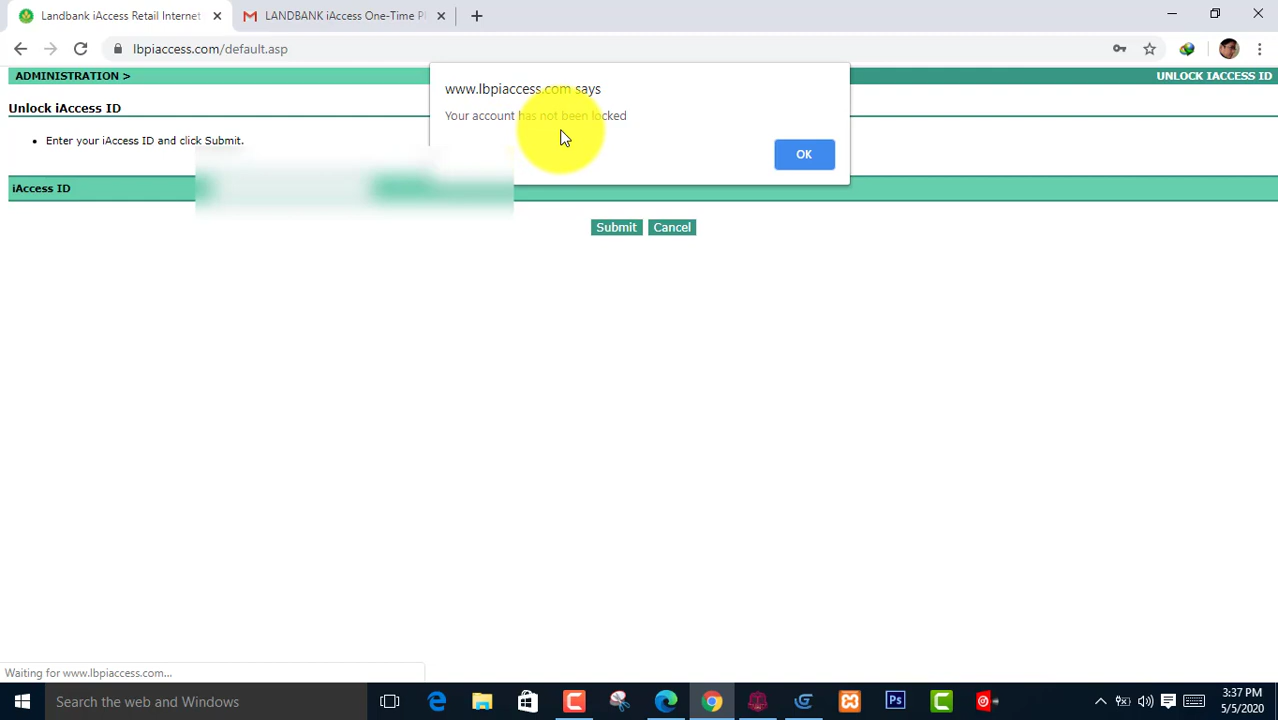 Landbank iAccess Retail Internet
LANDBANK iAccess One-Time P
lbpiaccess.com/default.asp
ADMINISTRATION >
UNLOCK IACCESS ID
www.lbpiaccess.com says
Your account has not been locked
OK
Unlock iAccess ID
Enter your iAccess ID and click Submit.
iAccess ID
Submit
Cancel
Waiting for www.lbpiaccess.com...
Search the web and Windows
Ps
3:37 PM
5/5/2020